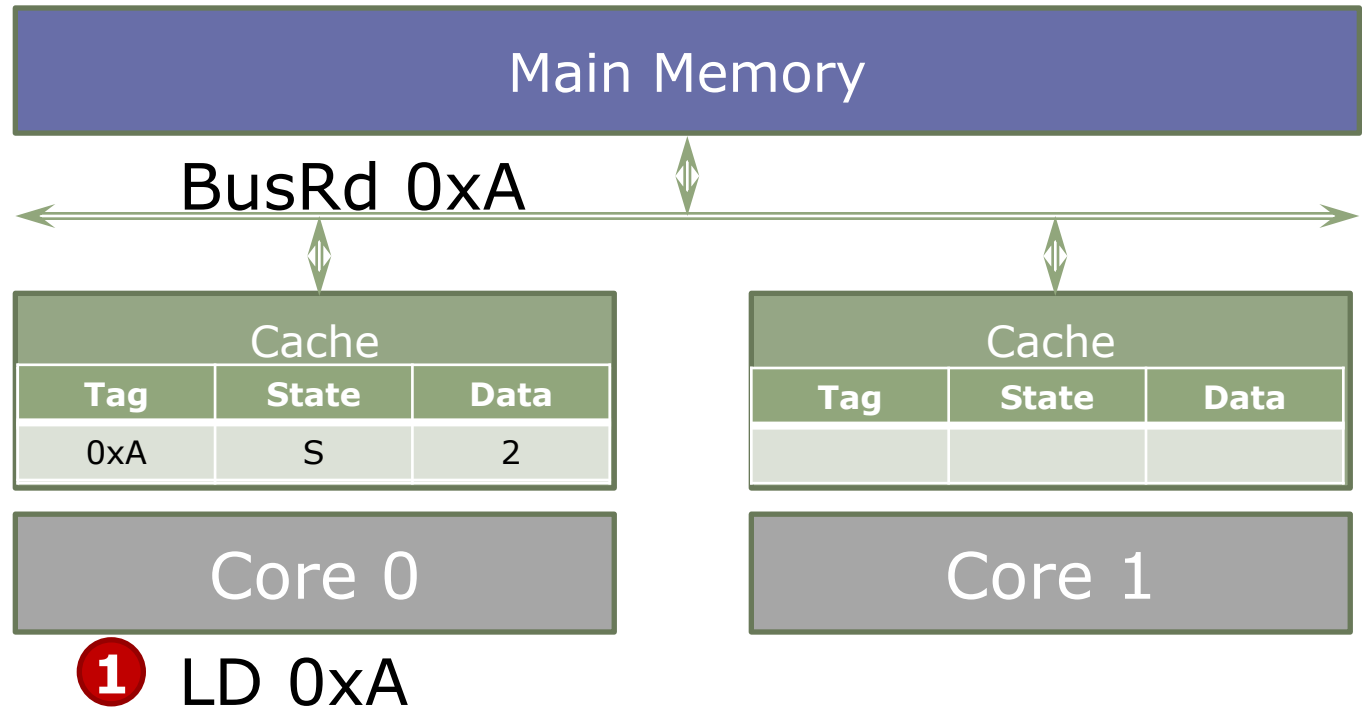 Main Memory
BusRd 0xA
Cache
Tag State Data
0xA S 2
Cache
Tag State Data
Core 0
Core 1
1 LD 0xA